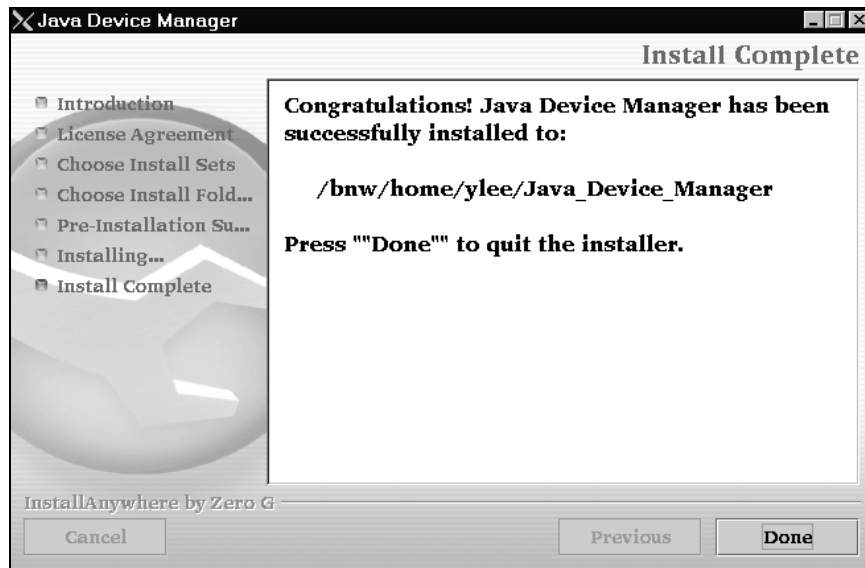 Java Device Manager
Install Complete
Introduction
License Agreement
Choose Install Sets
Choose Install Fold...
Pre-Installation Su...
Installing...
Install Complete
Congratulations! Java Device Manager has been
successfully installed to:
/bnw/home/ylee/Java_Device_Manager
Press ""Done"" to quit the installer.
InstallAnywhere by Zero G
Cancel
Previous
Done